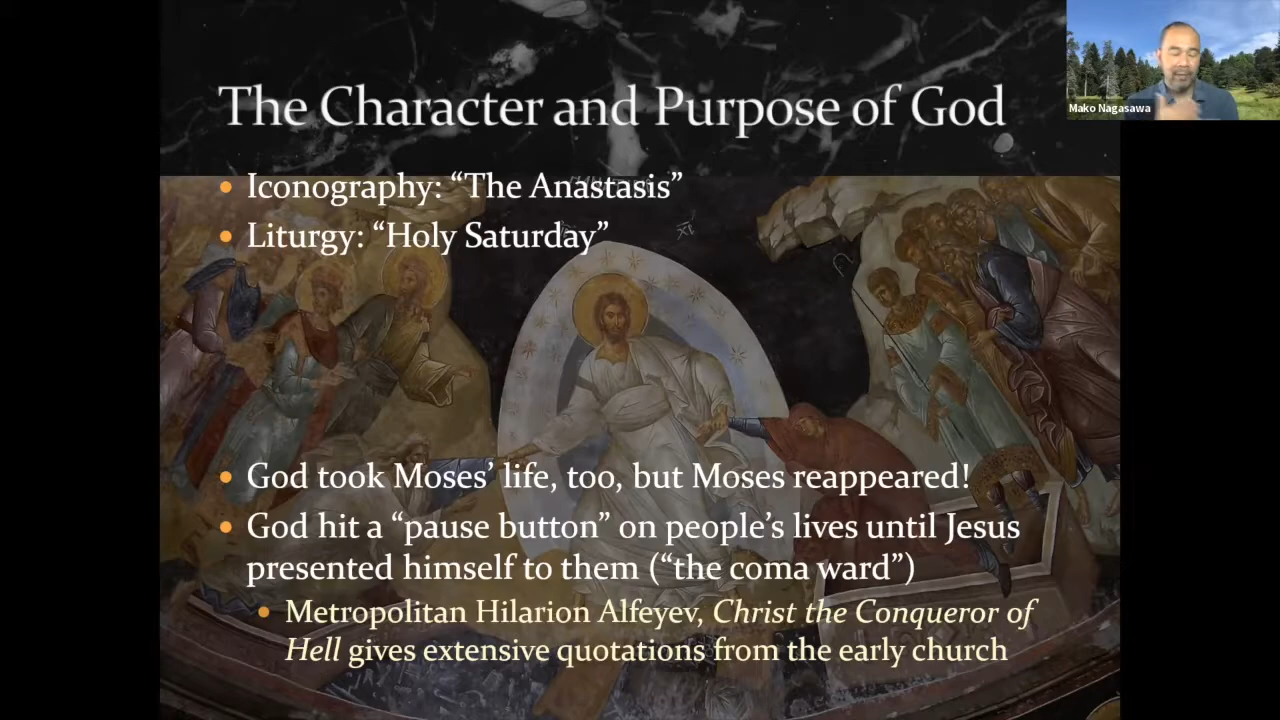 The Character and Purpose of God
Mako Nagasawa
• Iconography: “The Anastasis”
• Liturgy: “Holy Saturday”
• God took Moses’ life, too, but Moses reappeared!
• God hit a “pause button” on people’s lives until Jesus
presented himself to them (“the coma ward”)
• Metropolitan Hilarion Alfeyev, Christ the Conqueror of
Hell gives extensive quotations from the early church